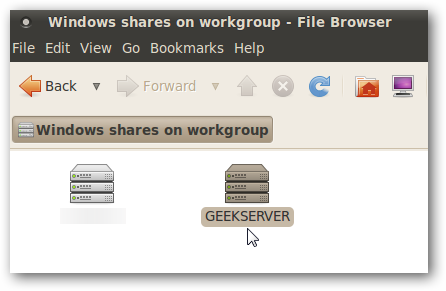 Windows shares on workgroup - File Browser
File Edit View Go Bookmarks Help
Back Forward
Windows shares on workgroup
GEEKSERVER